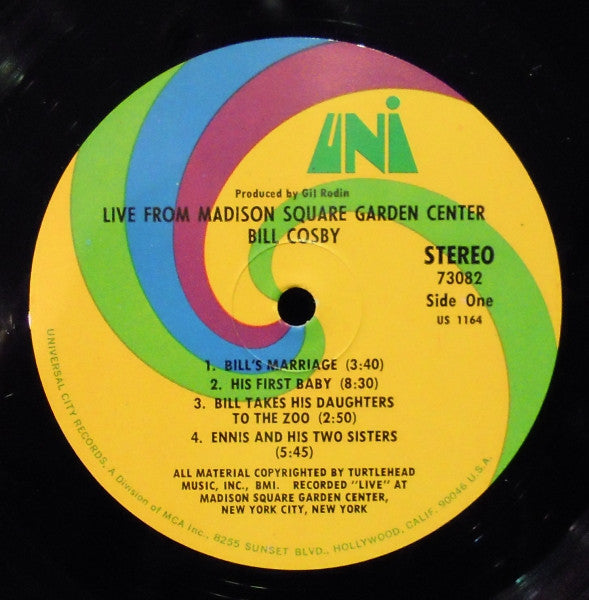 UNI
Produced by Gil Rodin
LIVE FROM MADISON SQUARE GARDEN CENTER
BILL COSBY
STEREO
73082
Side One
US 1164
1. BILL'S MARRIAGE (3:40)
2. HIS FIRST BABY (8:30)
3. BILL TAKES HIS DAUGHTERS
TO THE ZOO (2:50)
4. ENNIS AND HIS TWO SISTERS
(5:45)
ALL MATERIAL COPYRIGHTED BY TURTLEHEAD
MUSIC, INC., BMI. RECORDED "LIVE" AT
MADISON SQUARE GARDEN CENTER,
NEW YORK CITY, NEW YORK
UNIVERSAL CITY RECORDS, A Division of MCA Inc., 8255 SUNSET BLVD., HOLLYWOOD, CALIF. 90046 U.S.A.